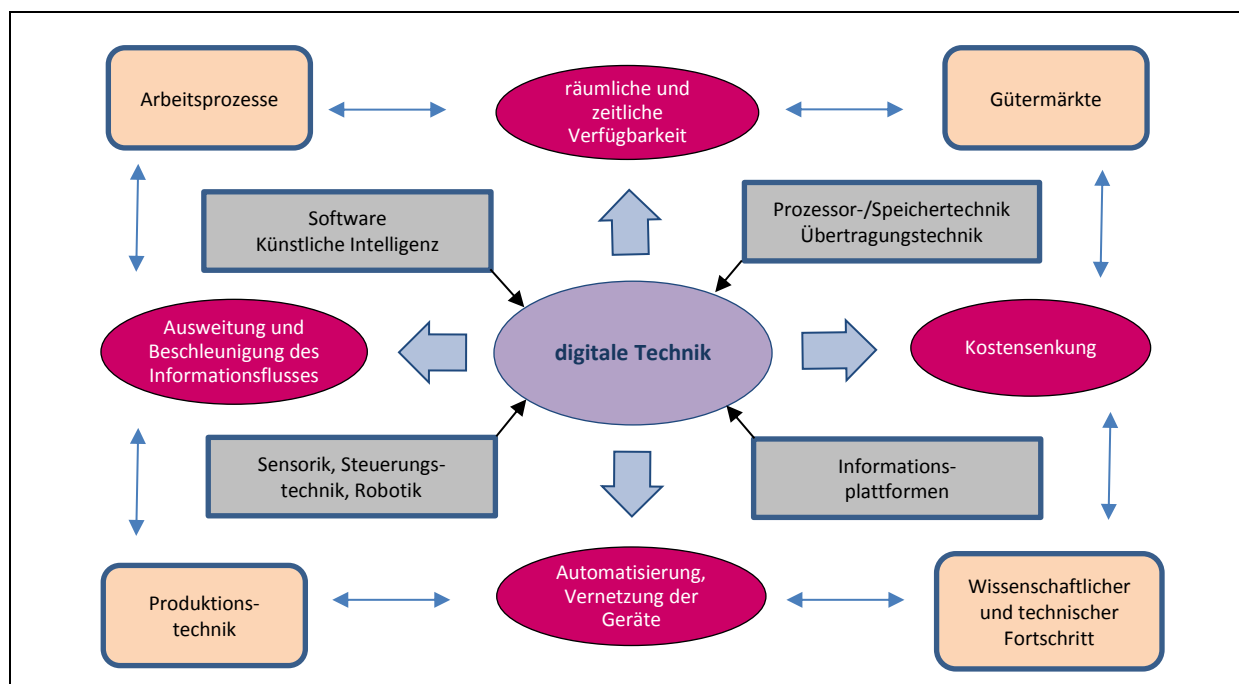 Arbeitsprozesse
räumliche und
zeitliche
Verfügbarkeit
Gütermärkte
Software
Künstliche Intelligenz
Prozessor-/Speichertechnik
Übertragungstechnik
Ausweitung und
Beschleunigung des
Informationsflusses
digitale Technik
Kostensenkung
Sensorik, Steuerungs-
technik, Robotik
Informations-
plattformen
Produktions-
technik
Automatisierung,
Vernetzung der
Geräte
Wissenschaftlicher
und technischer
Fortschritt